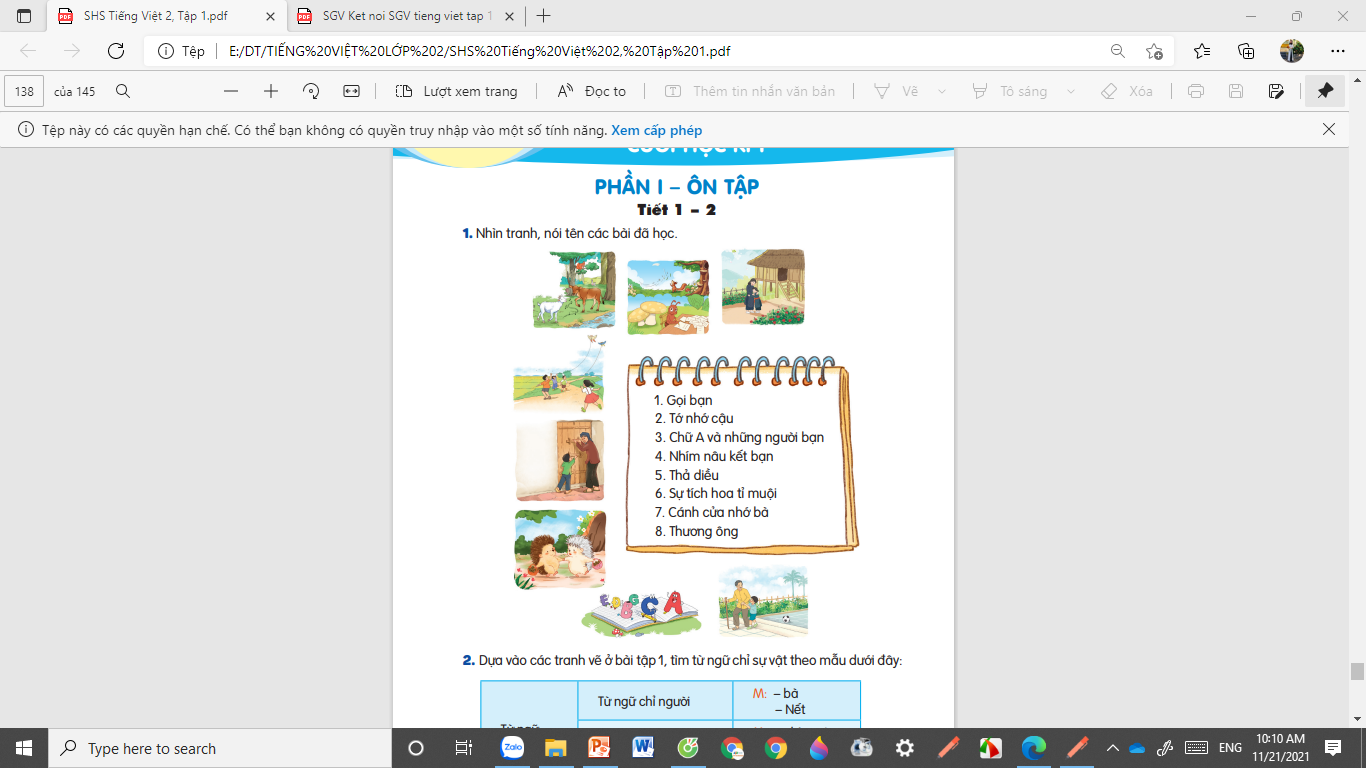 SHS Tiếng Việt 2, Tập 1.pdf
SGV Ket noi SGV tieng viet tap 1
Tệp
E:/DT/TIẾNG%20VIỆT%20LỚP%202/SHS%20Tiếng%20Việt%202,%20Tập%201.pdf
138 của 145
Lượt xem trang
Đọc to
Thêm tin nhắn văn bản
Vẽ
Tô sáng
Xóa
Tệp này có các quyền hạn chế. Có thể bạn không có quyền truy nhập vào một số tính năng. Xem cấp phép
PHẦN I – ÔN TẬP
Tiết 1 – 2
1. Nhìn tranh, nói tên các bài đã học.
1. Gọi bạn
2. Tớ nhớ cậu
3. Chữ A và những người bạn
4. Nhím nâu kết bạn
5. Thả diều
6. Sự tích hoa tỉ muội
7. Cánh cửa nhớ bà
8. Thương ông
E G C A
2. Dựa vào các tranh vẽ ở bài tập 1, tìm từ ngữ chỉ sự vật theo mẫu dưới đây:
Từ ngữ chỉ người
M: – bà
– Nết
Type here to search
Zalo
ENG
10:10 AM
11/21/2021